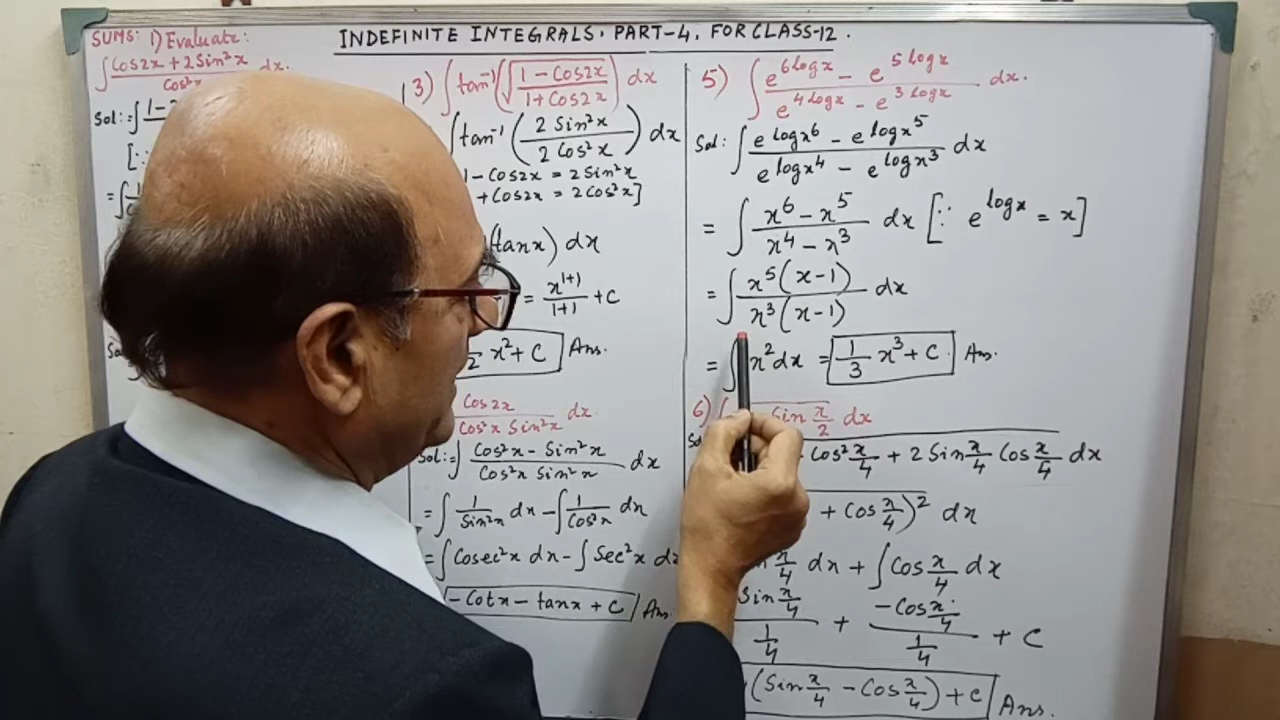 INDEFINITE INTEGRALS. PART-4. FOR CLASS-12.
SUMS: 1) Evaluate:
∫ (Cos2x + 2Sin²x)/Cos²x dx.
Sol:= ∫ 1-2
[∵
= ∫
3) ∫ tan⁻¹(√((1 - Cos2x)/(1 + Cos2x))) dx
∫ tan⁻¹(2 Sin²x/2 Cos²x) dx
1 - Cos2x = 2Sin²x
+ Cos2x = 2Cos²x]
(tanx) dx
= x¹⁺¹/1+1 + C
x² + C Ans.
Cos2x/Cos²x Sin²x dx
Sol:= ∫ (Cos²x - Sin²x)/(Cos²x Sin²x) dx
= ∫ 1/Sin²x dx - ∫ 1/Cos²x dx
= ∫ Cosec²x dx - ∫ Sec²x dx
- Cotx - tanx + C Ans.
5) ∫ (e^(6logx) - e^(5logx))/(e^(4logx) - e^(3logx)) dx.
Sol: ∫ (e^(logx⁶) - e^(logx⁵))/(e^(logx⁴) - e^(logx³)) dx
= ∫ (x⁶ - x⁵)/(x⁴ - x³) dx [∵ e^(logx) = x]
= ∫ x⁵(x-1)/x³(x-1) dx
= ∫ x² dx = 1/3 x³ + C. Ans.
6) ∫ Sin x/2 dx
Cos² x/4 + 2 Sin x/4 Cos x/4 dx
+ Cos x/4)² dx
x/4 dx + ∫ Cos x/4 dx
Sin x/4 / 1/4 + -Cos x/4 / 1/4 + C
(Sin x/4 - Cos x/4) + C Ans.